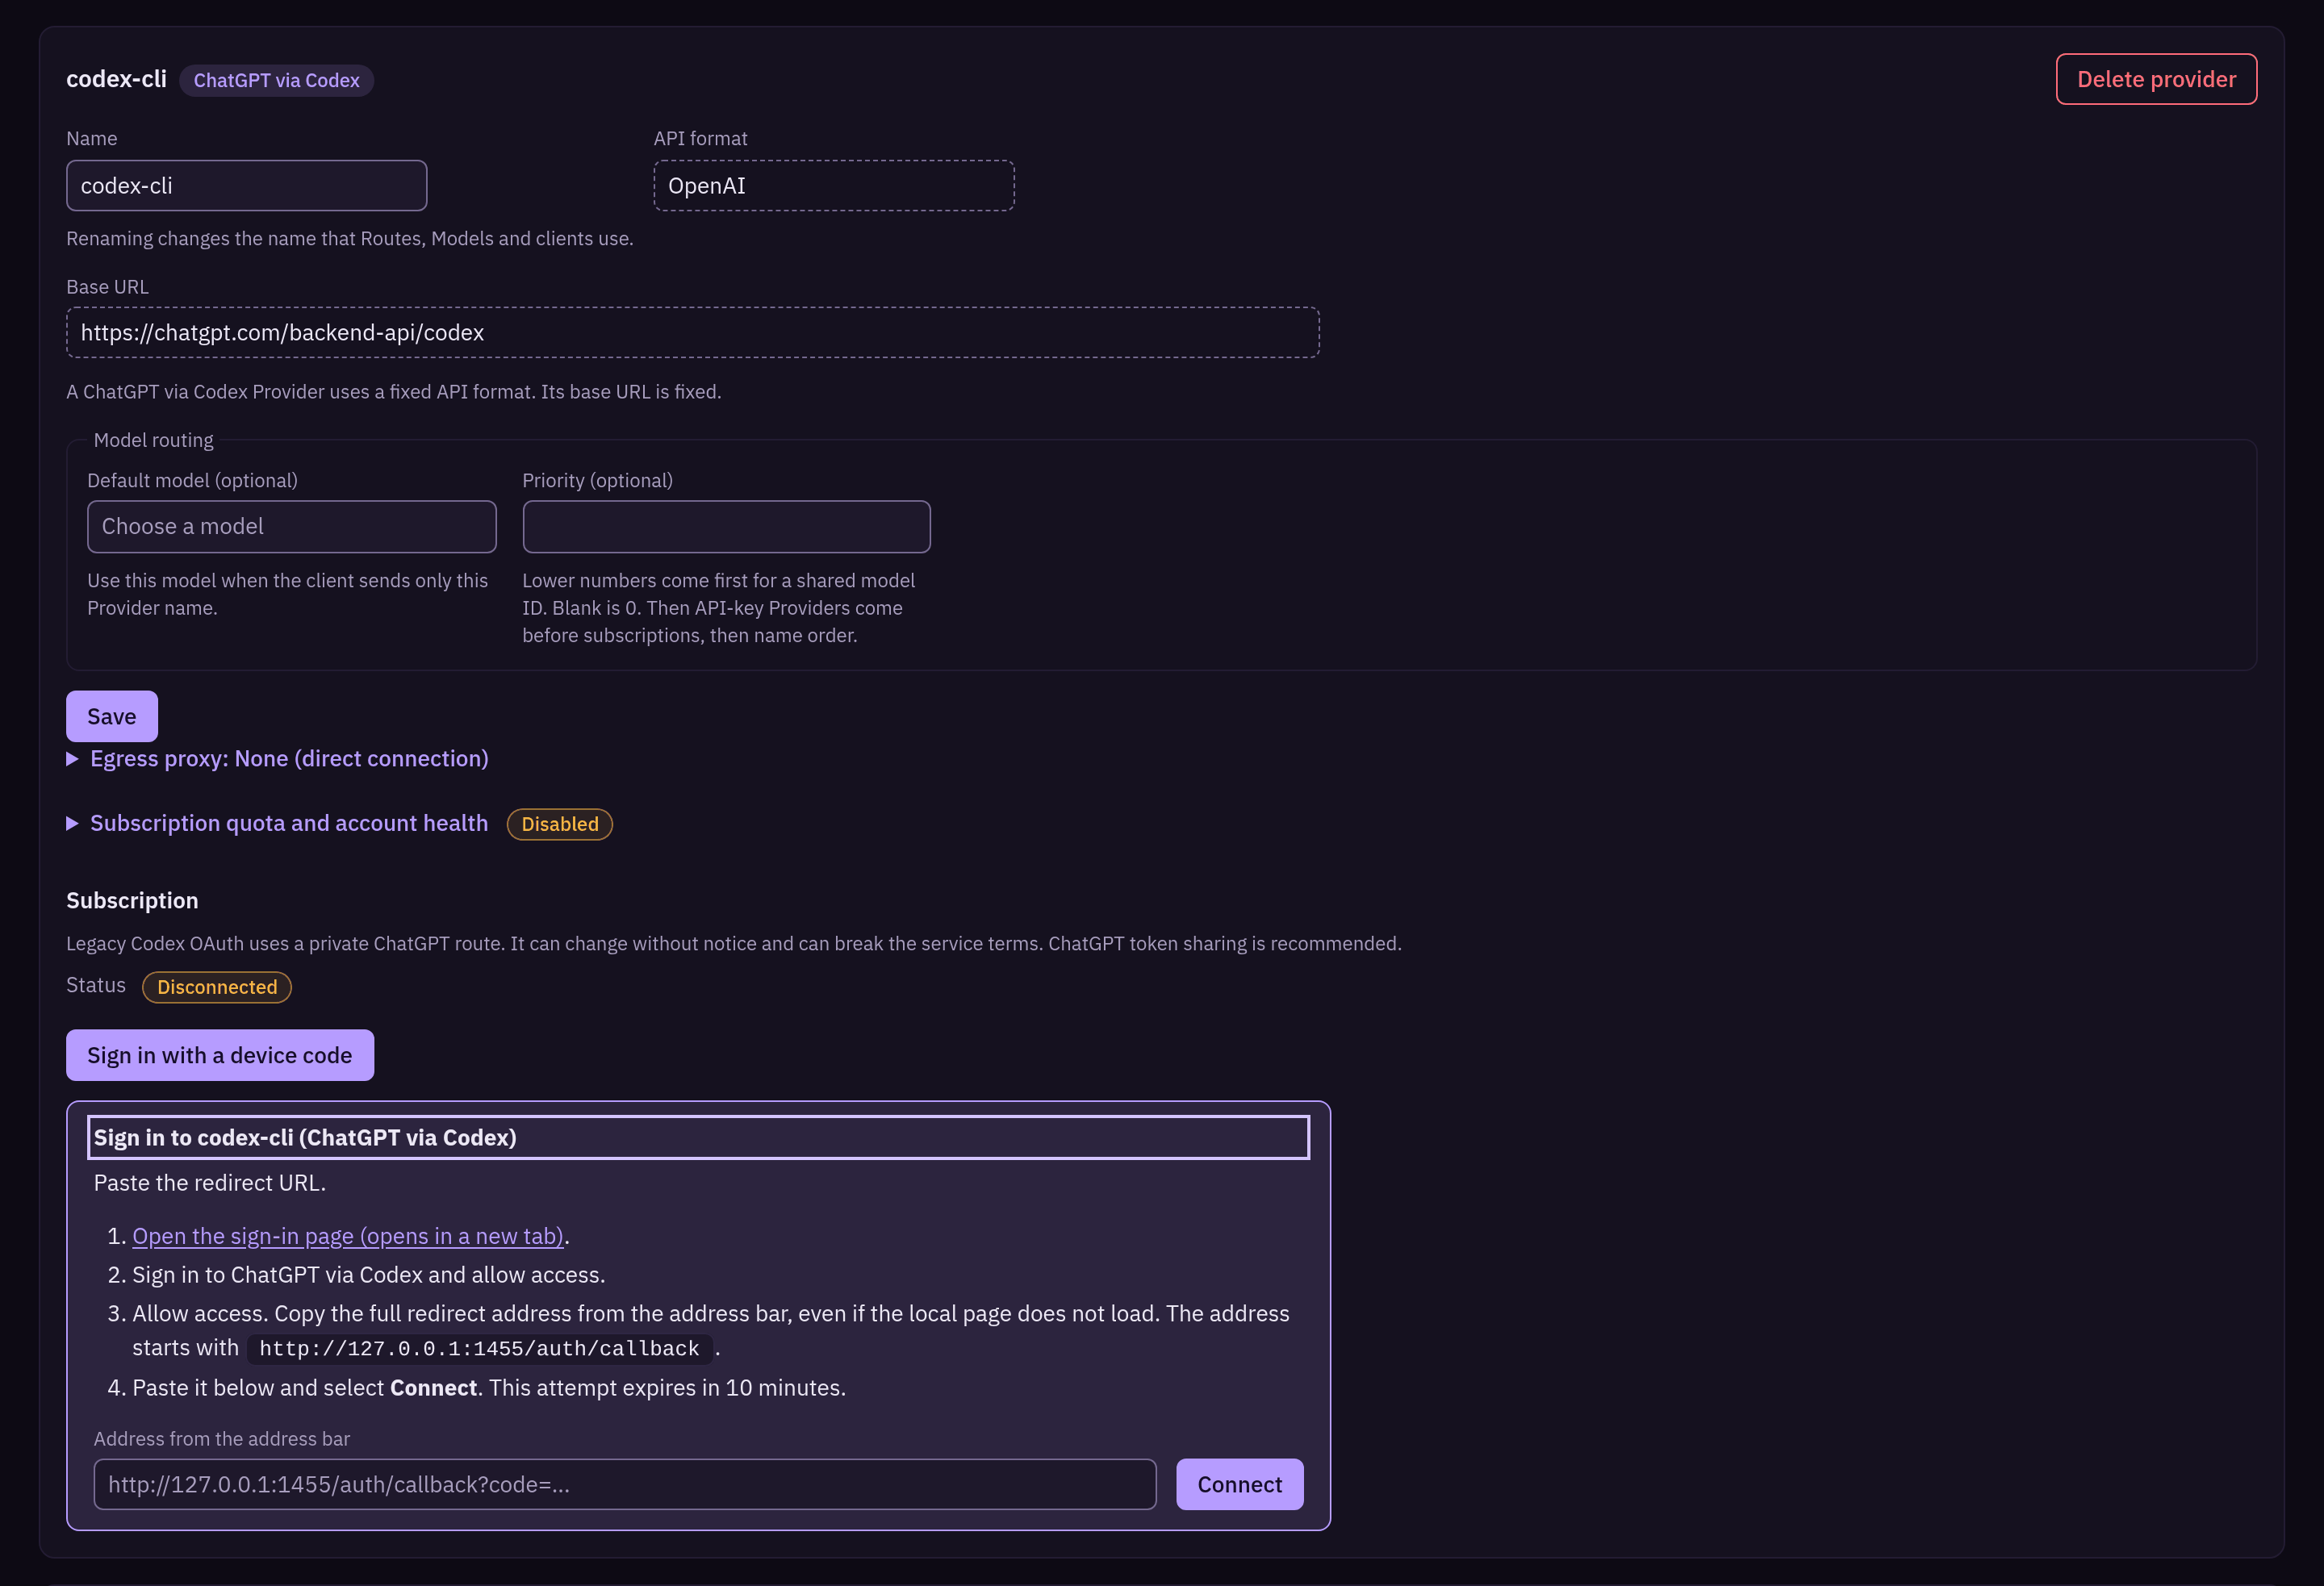 codex-cli ChatGPT via Codex
Delete provider
Name
API format
codex-cli
OpenAI
Renaming changes the name that Routes, Models and clients use.
Base URL
https://chatgpt.com/backend-api/codex
A ChatGPT via Codex Provider uses a fixed API format. Its base URL is fixed.
Model routing
Default model (optional)
Choose a model
Use this model when the client sends only this
Provider name.
Priority (optional)
Lower numbers come first for a shared model
ID. Blank is 0. Then API-key Providers come
before subscriptions, then name order.
Save
Egress proxy: None (direct connection)
Subscription quota and account health Disabled
Subscription
Legacy Codex OAuth uses a private ChatGPT route. It can change without notice and can break the service terms. ChatGPT token sharing is recommended.
Status Disconnected
Sign in with a device code
Sign in to codex-cli (ChatGPT via Codex)
Paste the redirect URL.
1. Open the sign-in page (opens in a new tab).
2. Sign in to ChatGPT via Codex and allow access.
3. Allow access. Copy the full redirect address from the address bar, even if the local page does not load. The address
starts with http://127.0.0.1:1455/auth/callback .
4. Paste it below and select Connect. This attempt expires in 10 minutes.
Address from the address bar
http://127.0.0.1:1455/auth/callback?code=...
Connect